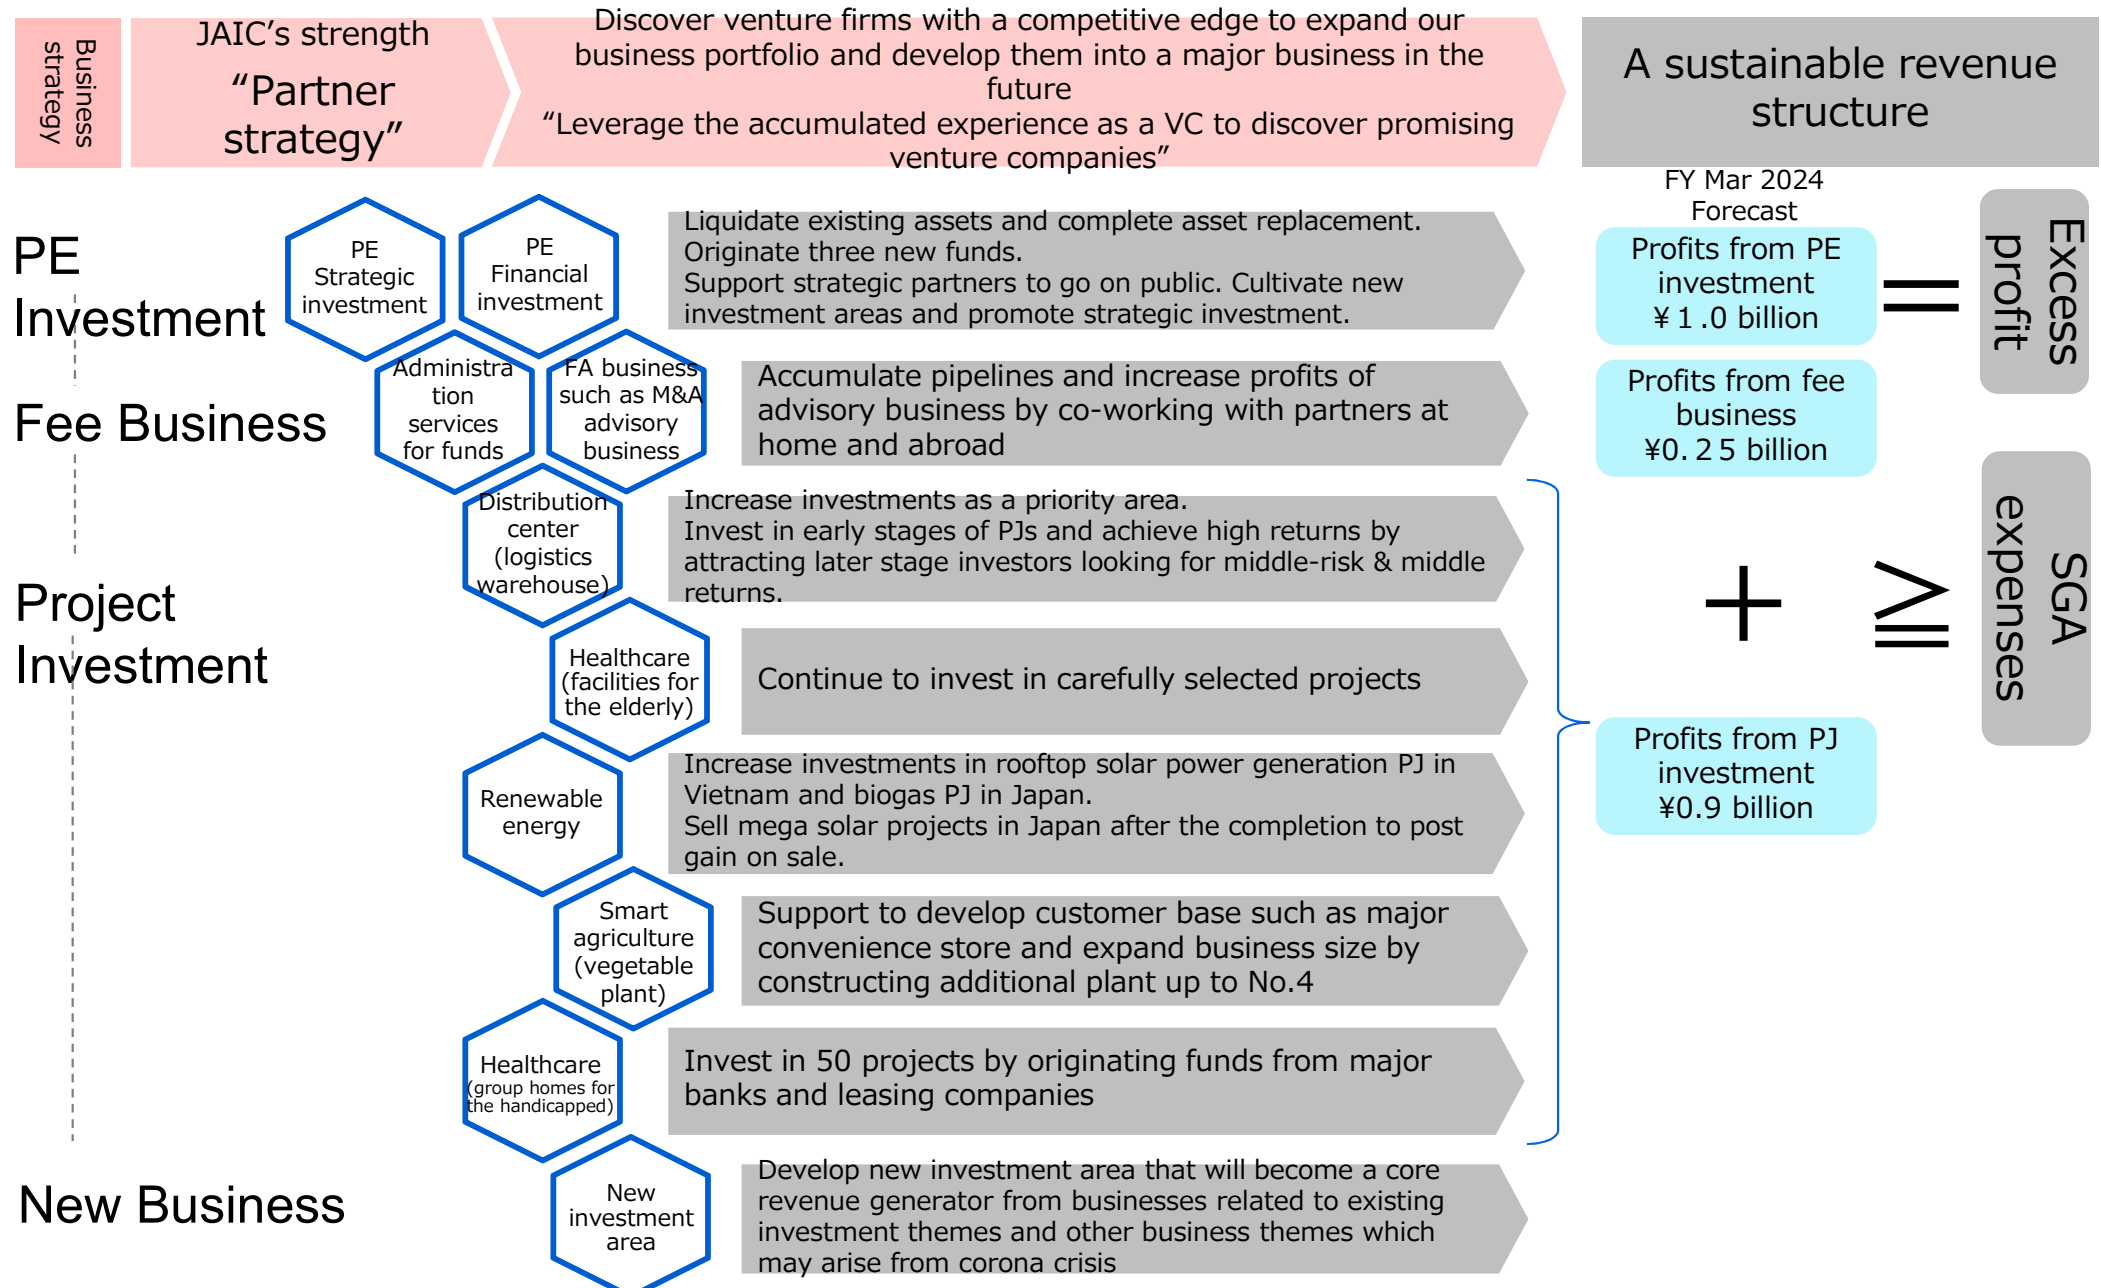 Business
strategy
JAIC’s strength
“Partner
strategy”
Discover venture firms with a competitive edge to expand our
business portfolio and develop them into a major business in the
future
“Leverage the accumulated experience as a VC to discover promising
venture companies”
A sustainable revenue
structure
FY Mar 2024
Forecast
PE
Investment
PE
Strategic
investment
PE
Financial
investment
Liquidate existing assets and complete asset replacement.
Originate three new funds.
Support strategic partners to go on public. Cultivate new
investment areas and promote strategic investment.
Profits from PE
investment
¥１.0 billion
=
Excess
profit
Fee Business
Administra
tion
services
for funds
FA business
such as M&A
advisory
business
Accumulate pipelines and increase profits of
advisory business by co-working with partners at
home and abroad
Profits from fee
business
¥0.２５ billion
Project
Investment
Distribution
center
(logistics
warehouse)
Increase investments as a priority area.
Invest in early stages of PJs and achieve high returns by
attracting later stage investors looking for middle-risk & middle
returns.
＋
≧
SGA
expenses
Healthcare
(facilities for
the elderly)
Continue to invest in carefully selected projects
Renewable
energy
Increase investments in rooftop solar power generation PJ in
Vietnam and biogas PJ in Japan.
Sell mega solar projects in Japan after the completion to post
gain on sale.
Profits from PJ
investment
¥0.9 billion
Smart
agriculture
(vegetable
plant)
Support to develop customer base such as major
convenience store and expand business size by
constructing additional plant up to No.4
Healthcare
(group homes for
the handicapped)
Invest in 50 projects by originating funds from major
banks and leasing companies
New Business
New
investment
area
Develop new investment area that will become a core
revenue generator from businesses related to existing
investment themes and other business themes which
may arise from corona crisis